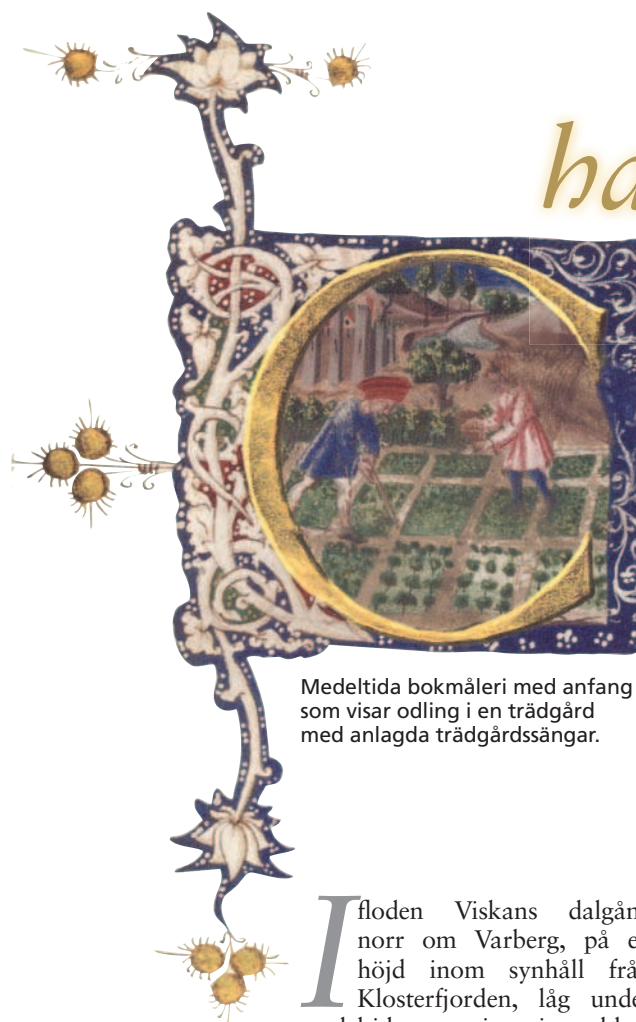 ha
Medeltida bokmåleri med anfang
som visar odling i en trädgård
med anlagda trädgårdssängar.
I floden Viskans dalgån
norr om Varberg, på e
höjd inom synhåll frå
Klosterfjorden, låg unde